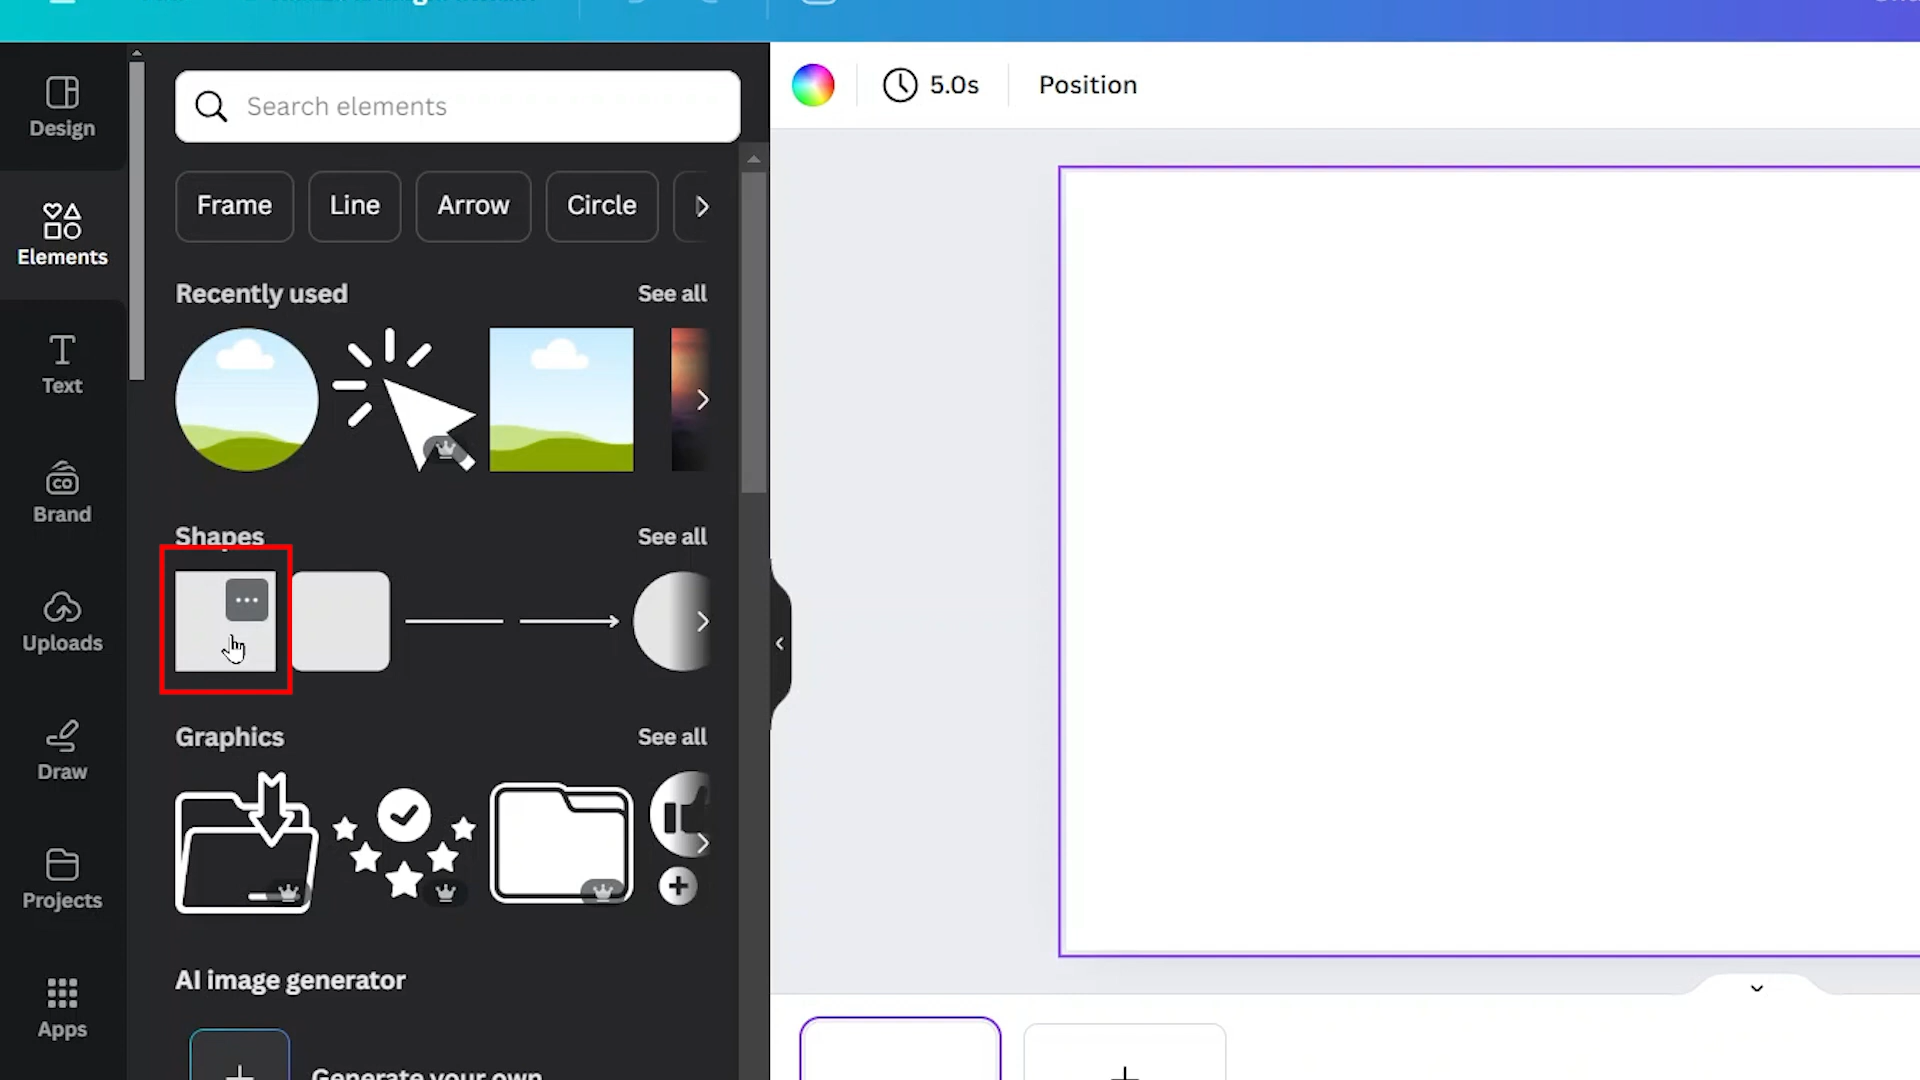 5.0s
Position
Design
Search elements
Frame
Line
Arrow
Circle
Elements
Recently used
See all
Text
Brand
CO
Shapes
See all
Uploads
Graphics
See all
Draw
Projects
AI image generator
Apps
Generate your own